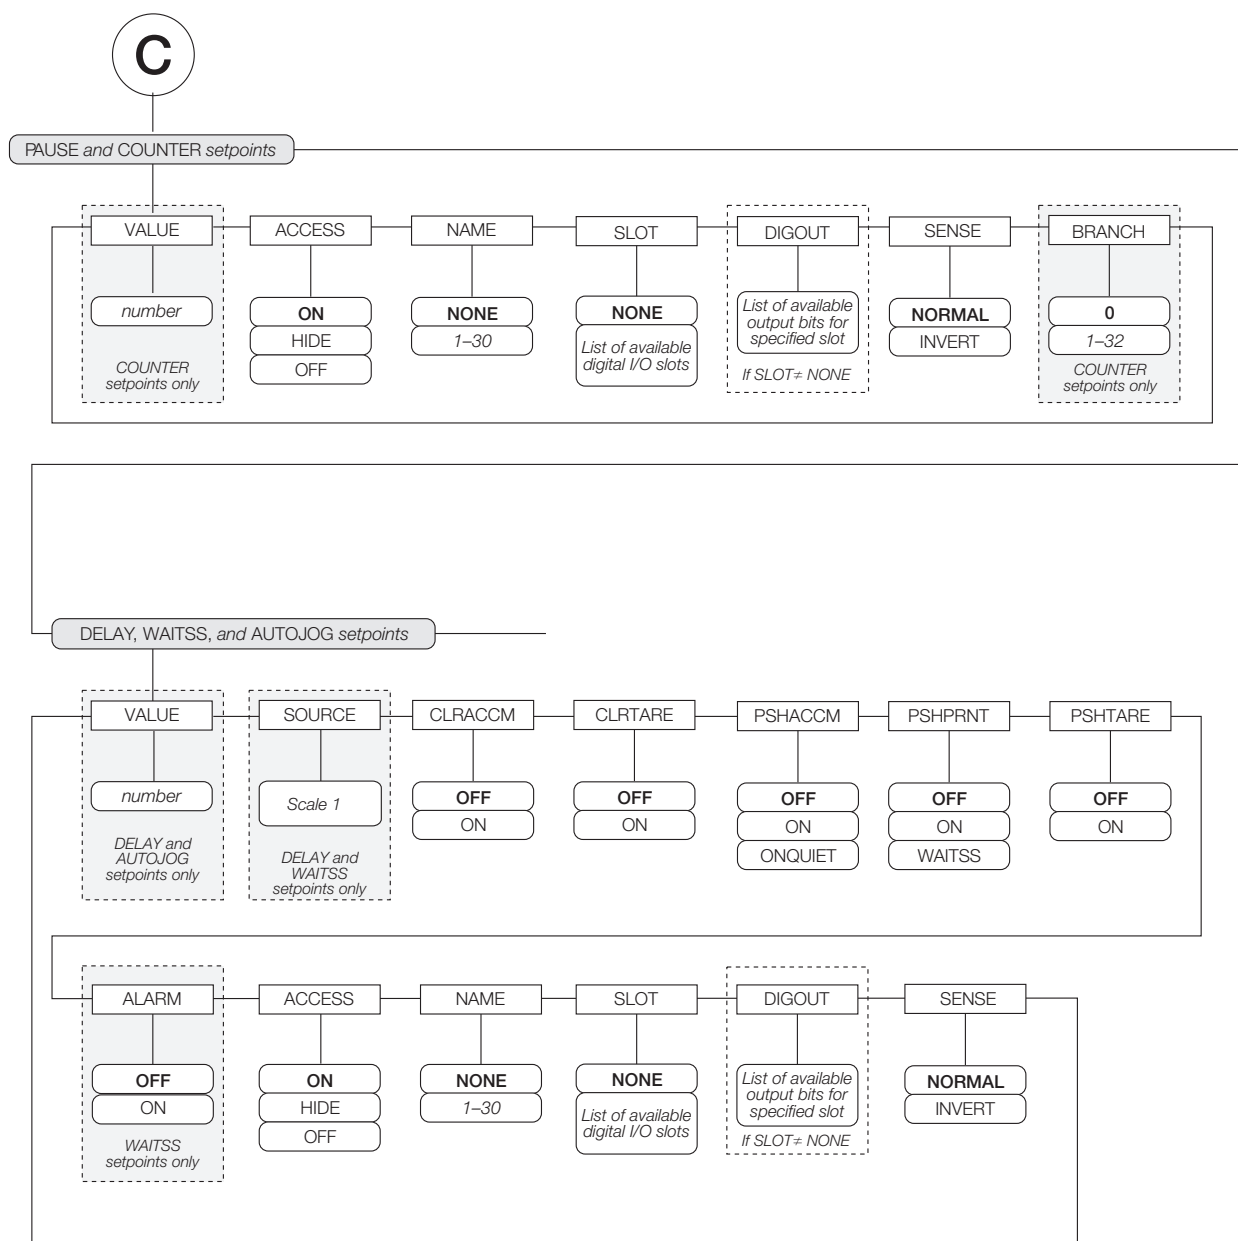 C
PAUSE and COUNTER setpoints
VALUE
ACCESS
NAME
SLOT
DIGOUT
SENSE
BRANCH
number
COUNTER
setpoints only
ON
HIDE
OFF
NONE
1–30
NONE
List of available
digital I/O slots
List of available
output bits for
specified slot
If SLOT≠ NONE
NORMAL
INVERT
0
1–32
COUNTER
setpoints only
DELAY, WAITSS, and AUTOJOG setpoints
VALUE
SOURCE
CLRACCM
CLRTARE
PSHACCM
PSHPRNT
PSHTARE
number
DELAY and
AUTOJOG
setpoints only
Scale 1
DELAY and
WAITSS
setpoints only
OFF
ON
OFF
ON
OFF
ON
ONQUIET
OFF
ON
WAITSS
OFF
ON
ALARM
ACCESS
NAME
SLOT
DIGOUT
SENSE
OFF
ON
WAITSS
setpoints only
ON
HIDE
OFF
NONE
1–30
NONE
List of available
digital I/O slots
List of available
output bits for
specified slot
If SLOT≠ NONE
NORMAL
INVERT